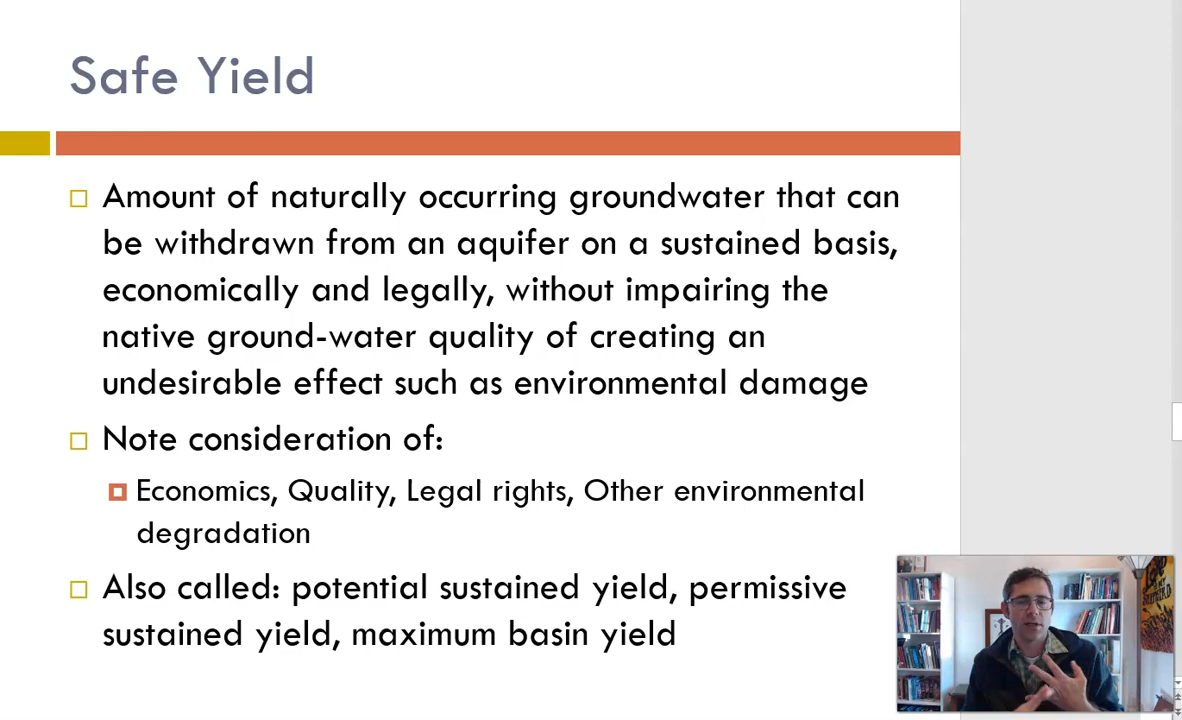 Safe Yield
Amount of naturally occurring groundwater that can
be withdrawn from an aquifer on a sustained basis,
economically and legally, without impairing the
native ground-water quality of creating an
undesirable effect such as environmental damage
Note consideration of:
Economics, Quality, Legal rights, Other environmental
degradation
Also called: potential sustained yield, permissive
sustained yield, maximum basin yield